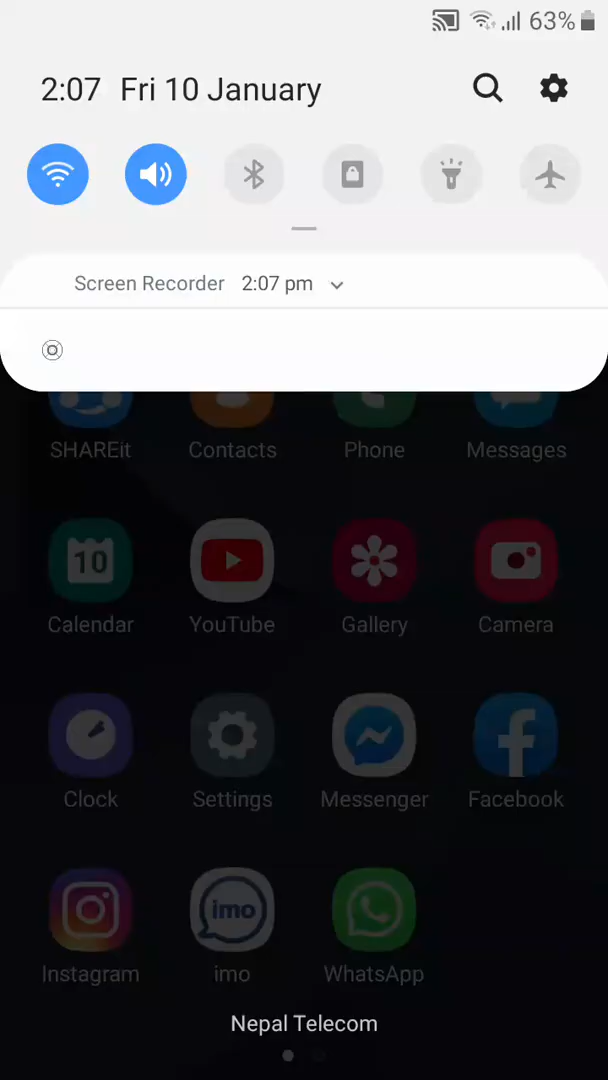 63%
2:07 Fri 10 January
Screen Recorder 2:07 pm
SHAREit Contacts Phone Messages
10
Calendar YouTube Gallery Camera
Clock Settings Messenger Facebook
imo
Instagram imo WhatsApp
Nepal Telecom